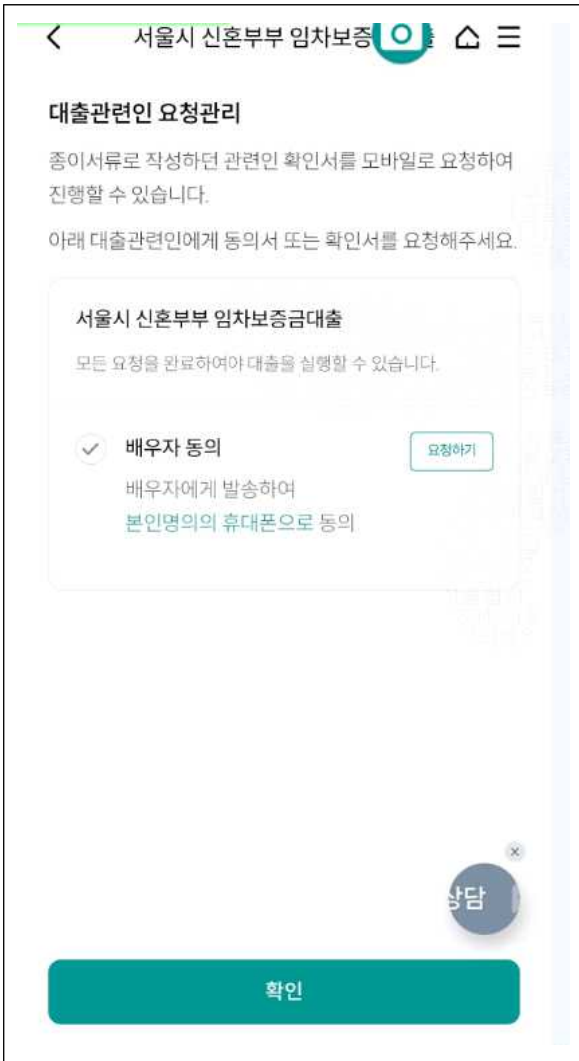 서울시 신혼부부 임차보증
대출관련인 요청관리
종이서류로 작성하던 관련인 확인서를 모바일로 요청하여
진행할 수 있습니다.
아래 대출관련인에게 동의서 또는 확인서를 요청해주세요.
서울시 신혼부부 임차보증금대출
모든 요청을 완료하여야 대출을 실행할 수 있습니다.
배우자 동의
요청하기
배우자에게 발송하여
본인명의의 휴대폰으로 동의
상담
확인